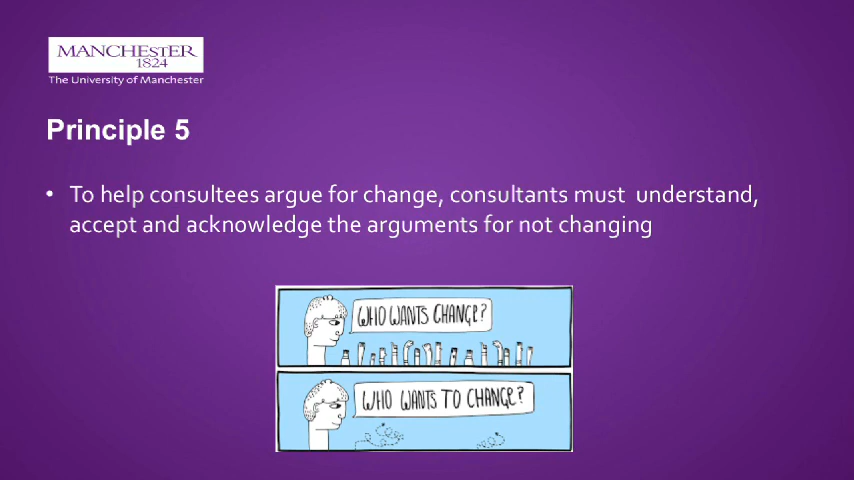 MANCHESTER
1824
The University of Manchester
Principle 5
• To help consultees argue for change, consultants must understand,
accept and acknowledge the arguments for not changing
WHO WANTS CHANGE?
WHO WANTS TO CHANGE?